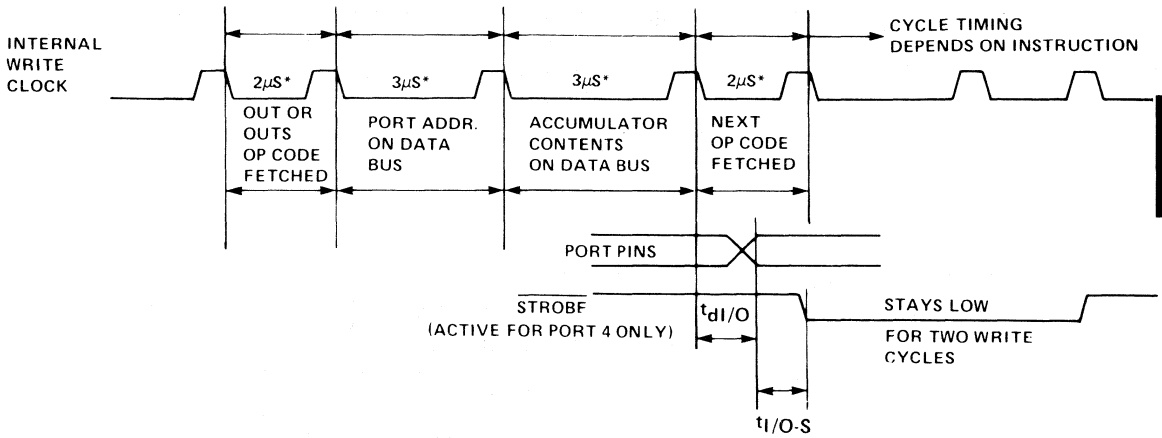 INTERNAL
WRITE
CLOCK
2μS*
3μS*
3μS*
2μS*
CYCLE TIMING
DEPENDS ON INSTRUCTION
OUT OR
OUTS
OP CODE
FETCHED
PORT ADDR.
ON DATA
BUS
ACCUMULATOR
CONTENTS
ON DATA BUS
NEXT
OP CODE
FETCHED
PORT PINS
STROBE
(ACTIVE FOR PORT 4 ONLY)
tdI/O
STAYS LOW
FOR TWO WRITE
CYCLES
tI/O-S